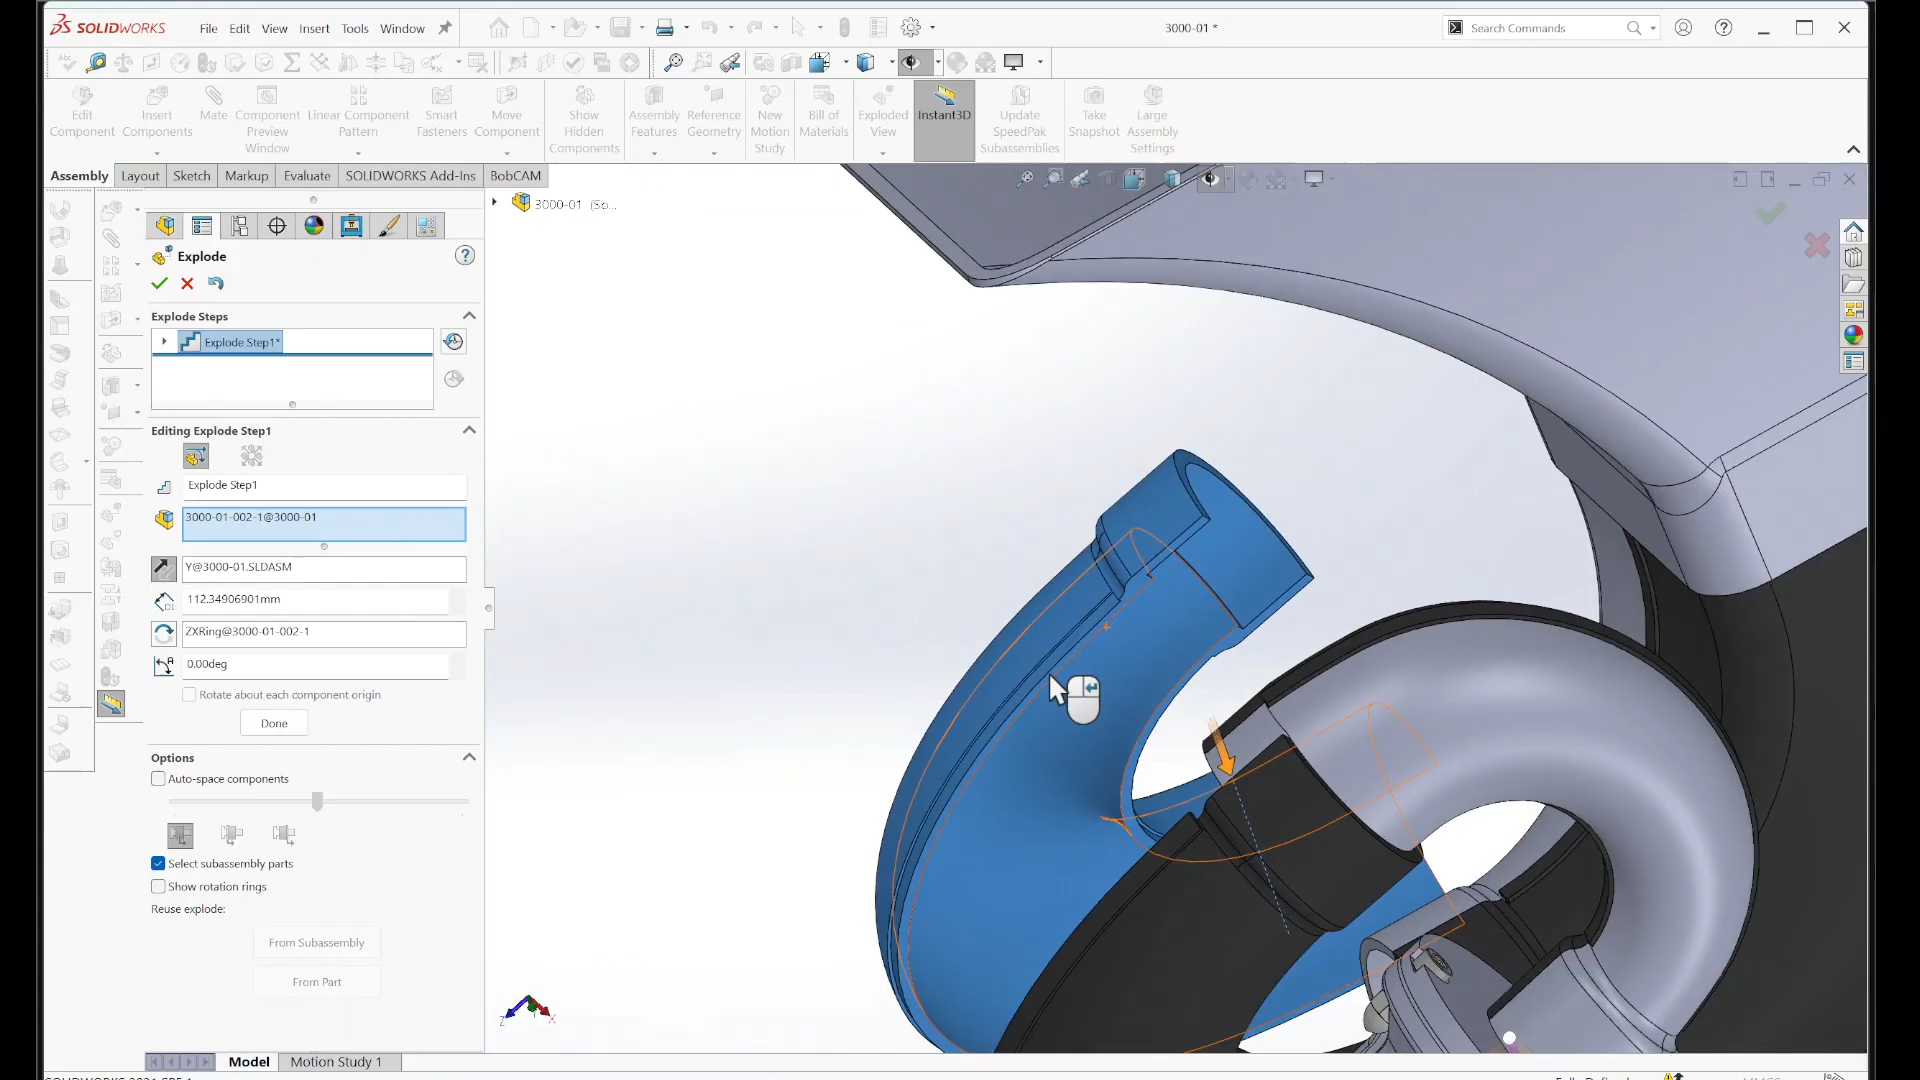 SOLIDWORKS File Edit View Insert Tools Window 3000-01 * Search Commands
Edit Component
Insert Components
Mate
Component Preview Window
Linear Component Pattern
Smart Fasteners
Move Component
Show Hidden Components
Assembly Features
Reference Geometry
New Motion Study
Bill of Materials
Exploded View
Instant3D
Update SpeedPak Subassemblies
Take Snapshot
Large Assembly Settings
Assembly Layout Sketch Markup Evaluate SOLIDWORKS Add-Ins BobCAM
3000-01 (So...
Explode
Explode Steps
Explode Step1*
Editing Explode Step1
Explode Step1
3000-01-002-1@3000-01
Y@3000-01.SLDASM
112.34906901mm
ZXRing@3000-01-002-1
0.00deg
Rotate about each component origin
Done
Options
Auto-space components
Select subassembly parts
Show rotation rings
Reuse explode:
From Subassembly
From Part
Z X
Model Motion Study 1